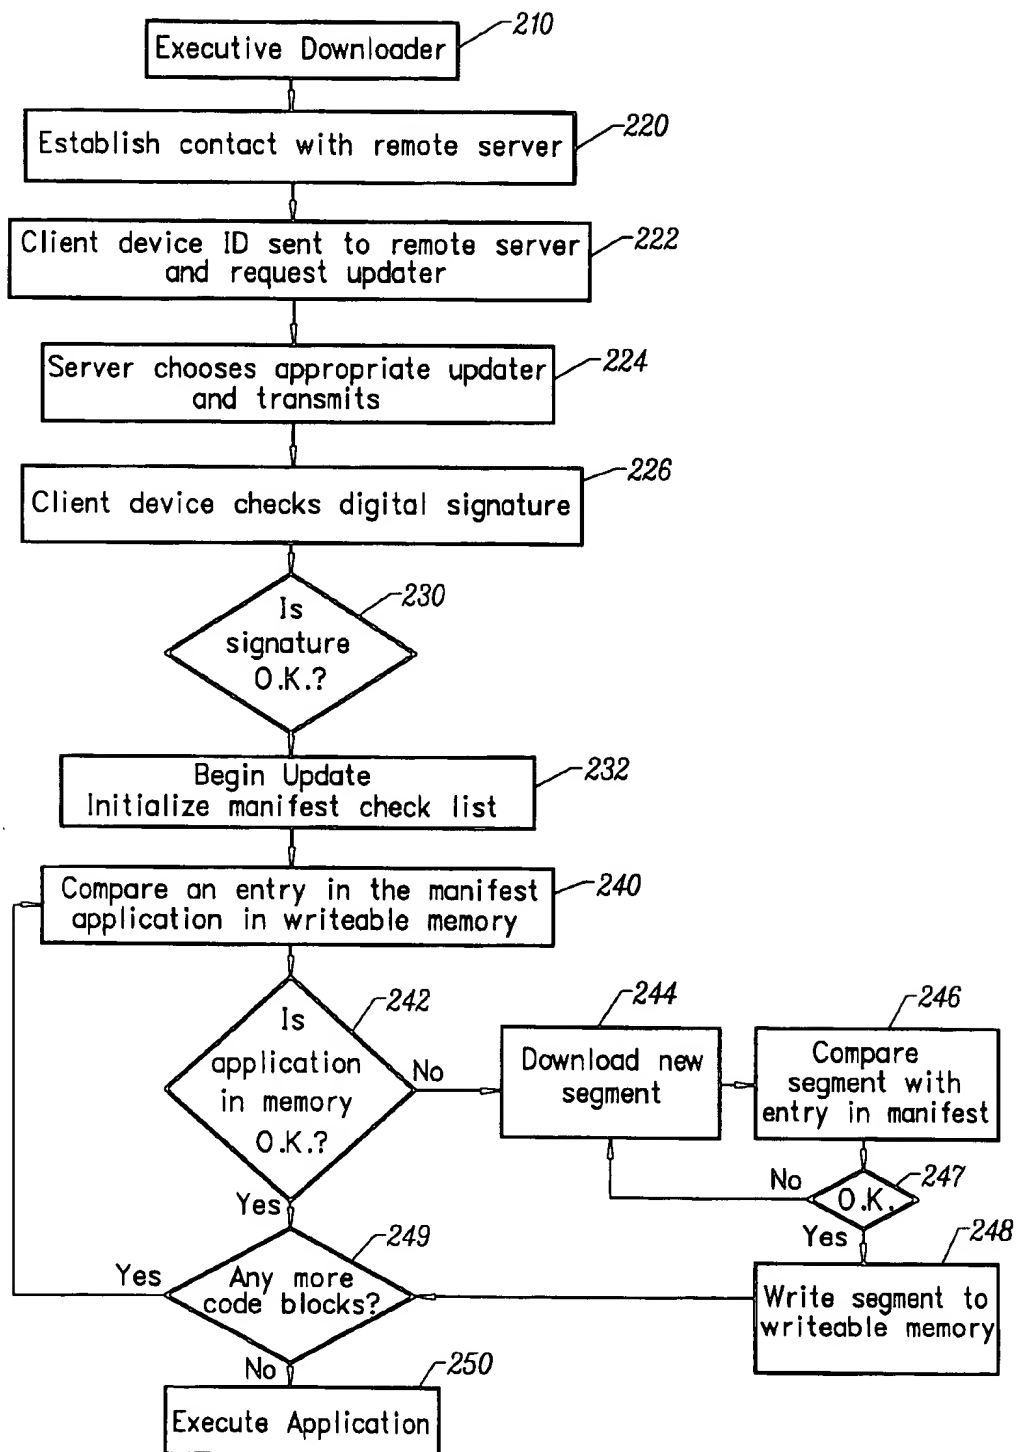 Executive Downloader
210
Establish contact with remote server
220
Client device ID sent to remote server
and request updater
222
Server chooses appropriate updater
and transmits
224
Client device checks digital signature
226
Is
signature
O.K.?
230
Begin Update
Initialize manifest check list
232
Compare an entry in the manifest
application in writeable memory
240
Is
application
in memory
O.K.?
242
No
Download new
segment
244
Compare
segment with
entry in manifest
246
O.K.
247
No
Yes
Write segment to
writeable memory
248
Yes
Any more
code blocks?
249
Yes
No
Execute Application
250